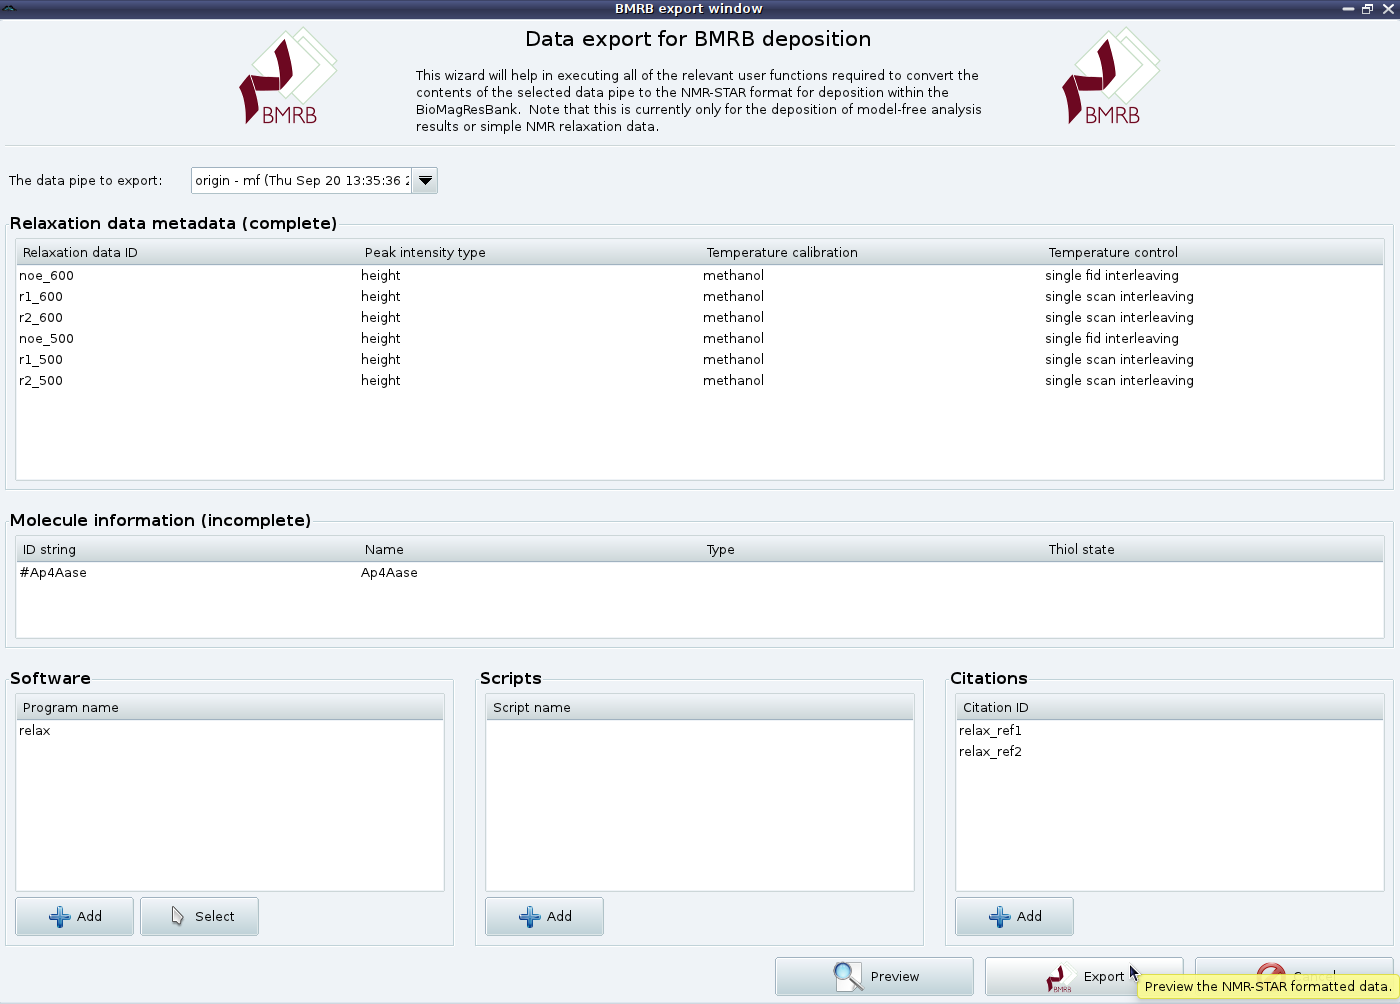 BMRB export window
Data export for BMRB deposition
BMRB
This wizard will help in executing all of the relevant user functions required to convert the
contents of the selected data pipe to the NMR-STAR format for deposition within the
BioMagResBank.  Note that this is currently only for the deposition of model-free analysis
results or simple NMR relaxation data.
BMRB
The data pipe to export: origin - mf (Thu Sep 20 13:35:36 2
Relaxation data metadata (complete)
Relaxation data ID Peak intensity type Temperature calibration Temperature control
noe_600 height methanol single fid interleaving
r1_600 height methanol single scan interleaving
r2_600 height methanol single scan interleaving
noe_500 height methanol single fid interleaving
r1_500 height methanol single scan interleaving
r2_500 height methanol single scan interleaving
Molecule information (incomplete)
ID string Name Type Thiol state
#Ap4Aase Ap4Aase
Software Scripts Citations
Program name Script name Citation ID
relax relax_ref1
relax_ref2
Add Select Add Add
Preview BMRB Export Cancel
Preview the NMR-STAR formatted data.